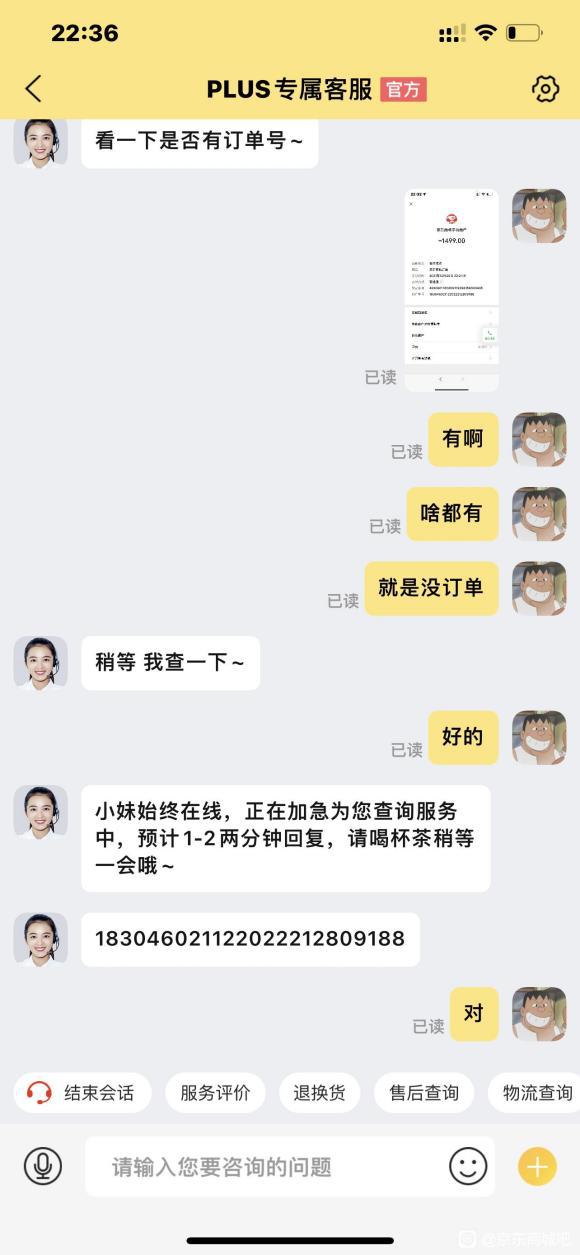 22:36
PLUS专属客服 官方
看一下是否有订单号~
-1499.00
已读
有啊
已读
啥都有
已读
就是没订单
已读
稍等 我查一下~
好的
已读
小妹始终在线，正在加急为您查询服务
中，预计1-2两分钟回复，请喝杯茶稍等
一会哦~
183046021122022212809188
对
已读
结束会话 服务评价 退换货 售后查询 物流查询
请输入您要咨询的问题
@京东商城吧